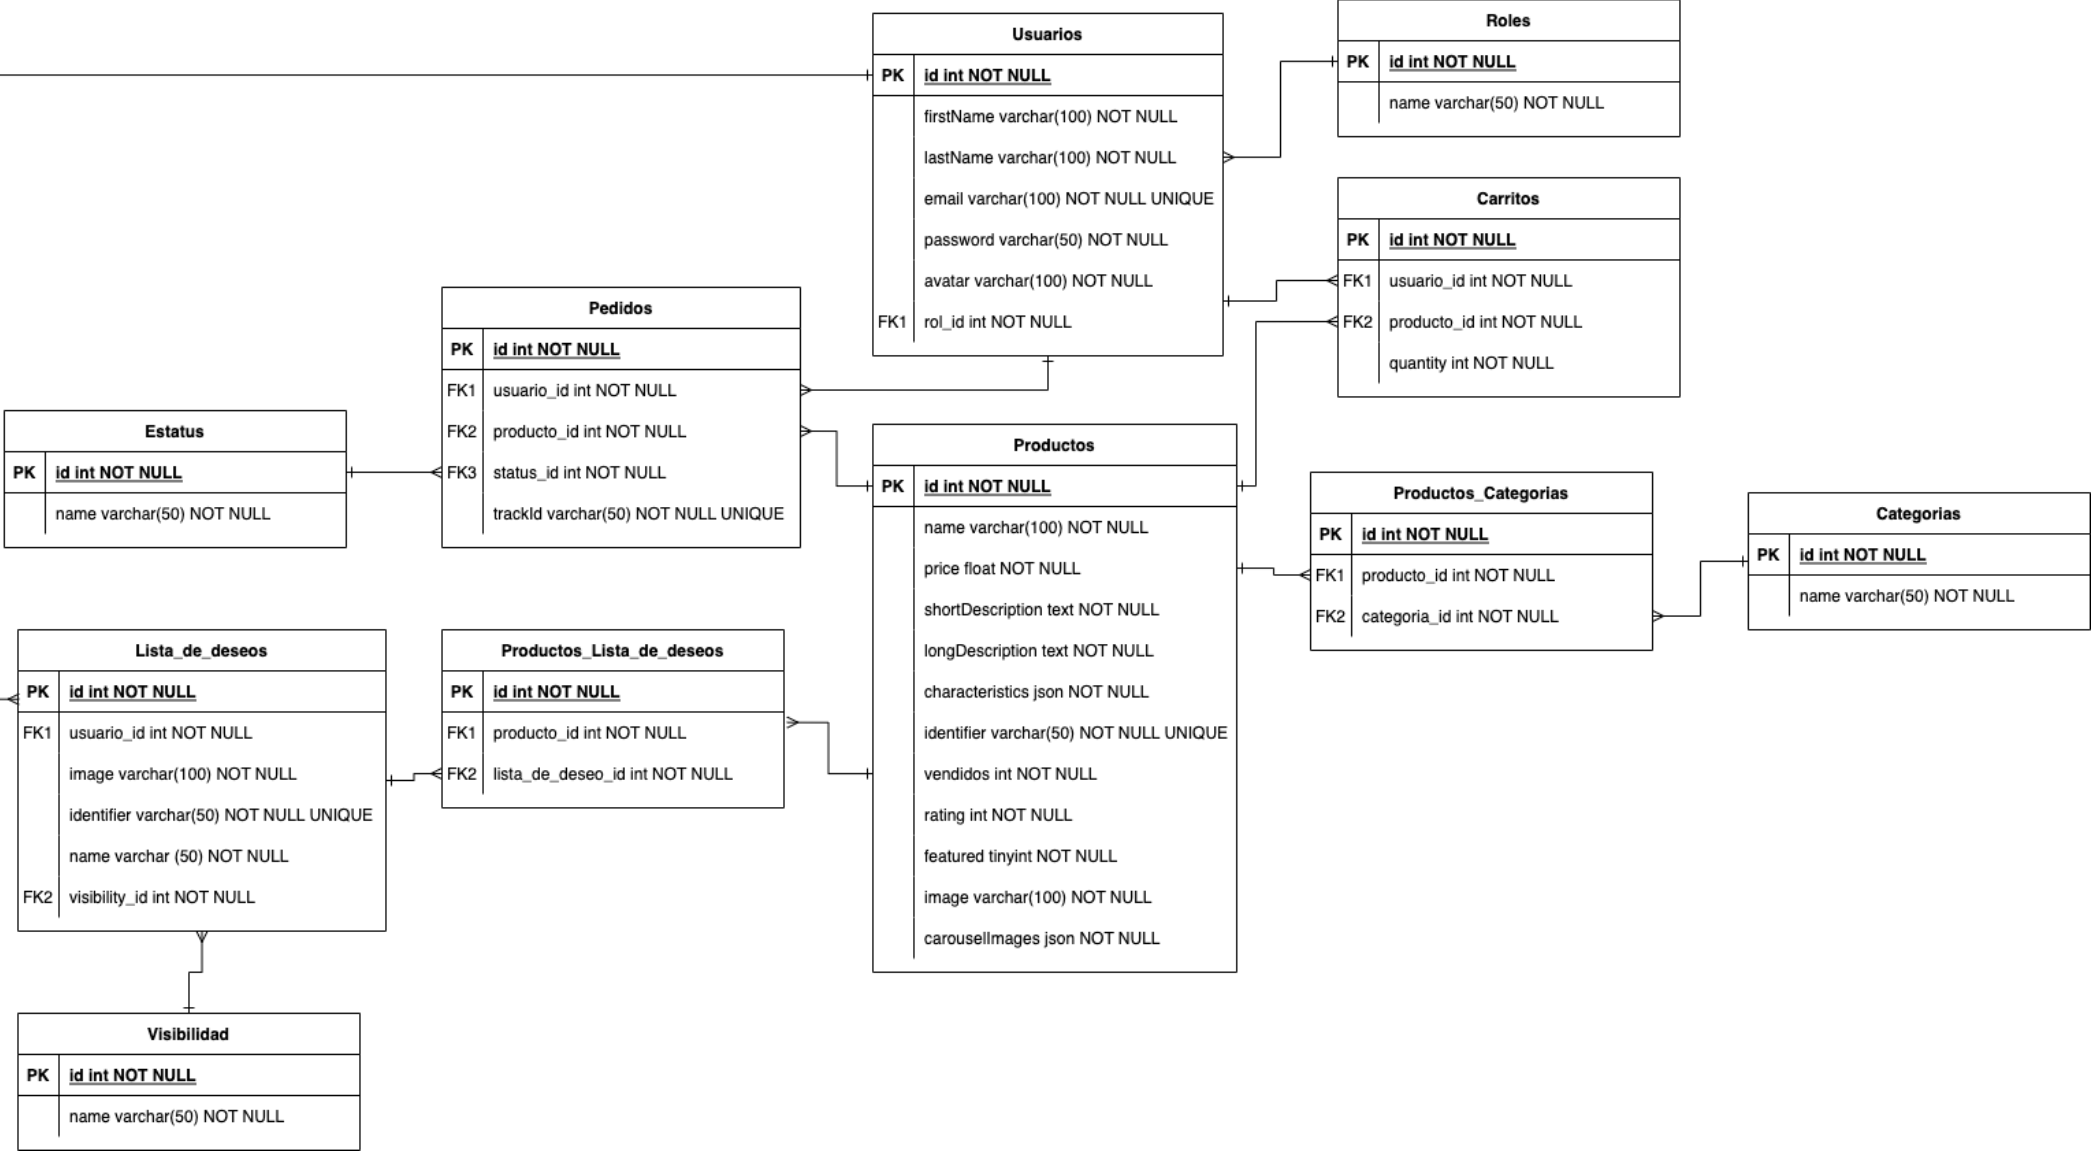 Usuarios
PK id int NOT NULL
firstName varchar(100) NOT NULL
lastName varchar(100) NOT NULL
email varchar(100) NOT NULL UNIQUE
password varchar(50) NOT NULL
avatar varchar(100) NOT NULL
FK1 rol_id int NOT NULL
Roles
PK id int NOT NULL
name varchar(50) NOT NULL
Carritos
PK id int NOT NULL
FK1 usuario_id int NOT NULL
FK2 producto_id int NOT NULL
quantity int NOT NULL
Pedidos
PK id int NOT NULL
FK1 usuario_id int NOT NULL
FK2 producto_id int NOT NULL
FK3 status_id int NOT NULL
trackId varchar(50) NOT NULL UNIQUE
Estatus
PK id int NOT NULL
name varchar(50) NOT NULL
Productos
PK id int NOT NULL
name varchar(100) NOT NULL
price float NOT NULL
shortDescription text NOT NULL
longDescription text NOT NULL
characteristics json NOT NULL
identifier varchar(50) NOT NULL UNIQUE
vendidos int NOT NULL
rating int NOT NULL
featured tinyint NOT NULL
image varchar(100) NOT NULL
carouselImages json NOT NULL
Productos_Categorias
PK id int NOT NULL
FK1 producto_id int NOT NULL
FK2 categoria_id int NOT NULL
Categorias
PK id int NOT NULL
name varchar(50) NOT NULL
Lista_de_deseos
PK id int NOT NULL
FK1 usuario_id int NOT NULL
image varchar(100) NOT NULL
identifier varchar(50) NOT NULL UNIQUE
name varchar (50) NOT NULL
FK2 visibility_id int NOT NULL
Productos_Lista_de_deseos
PK id int NOT NULL
FK1 producto_id int NOT NULL
FK2 lista_de_deseo_id int NOT NULL
Visibilidad
PK id int NOT NULL
name varchar(50) NOT NULL